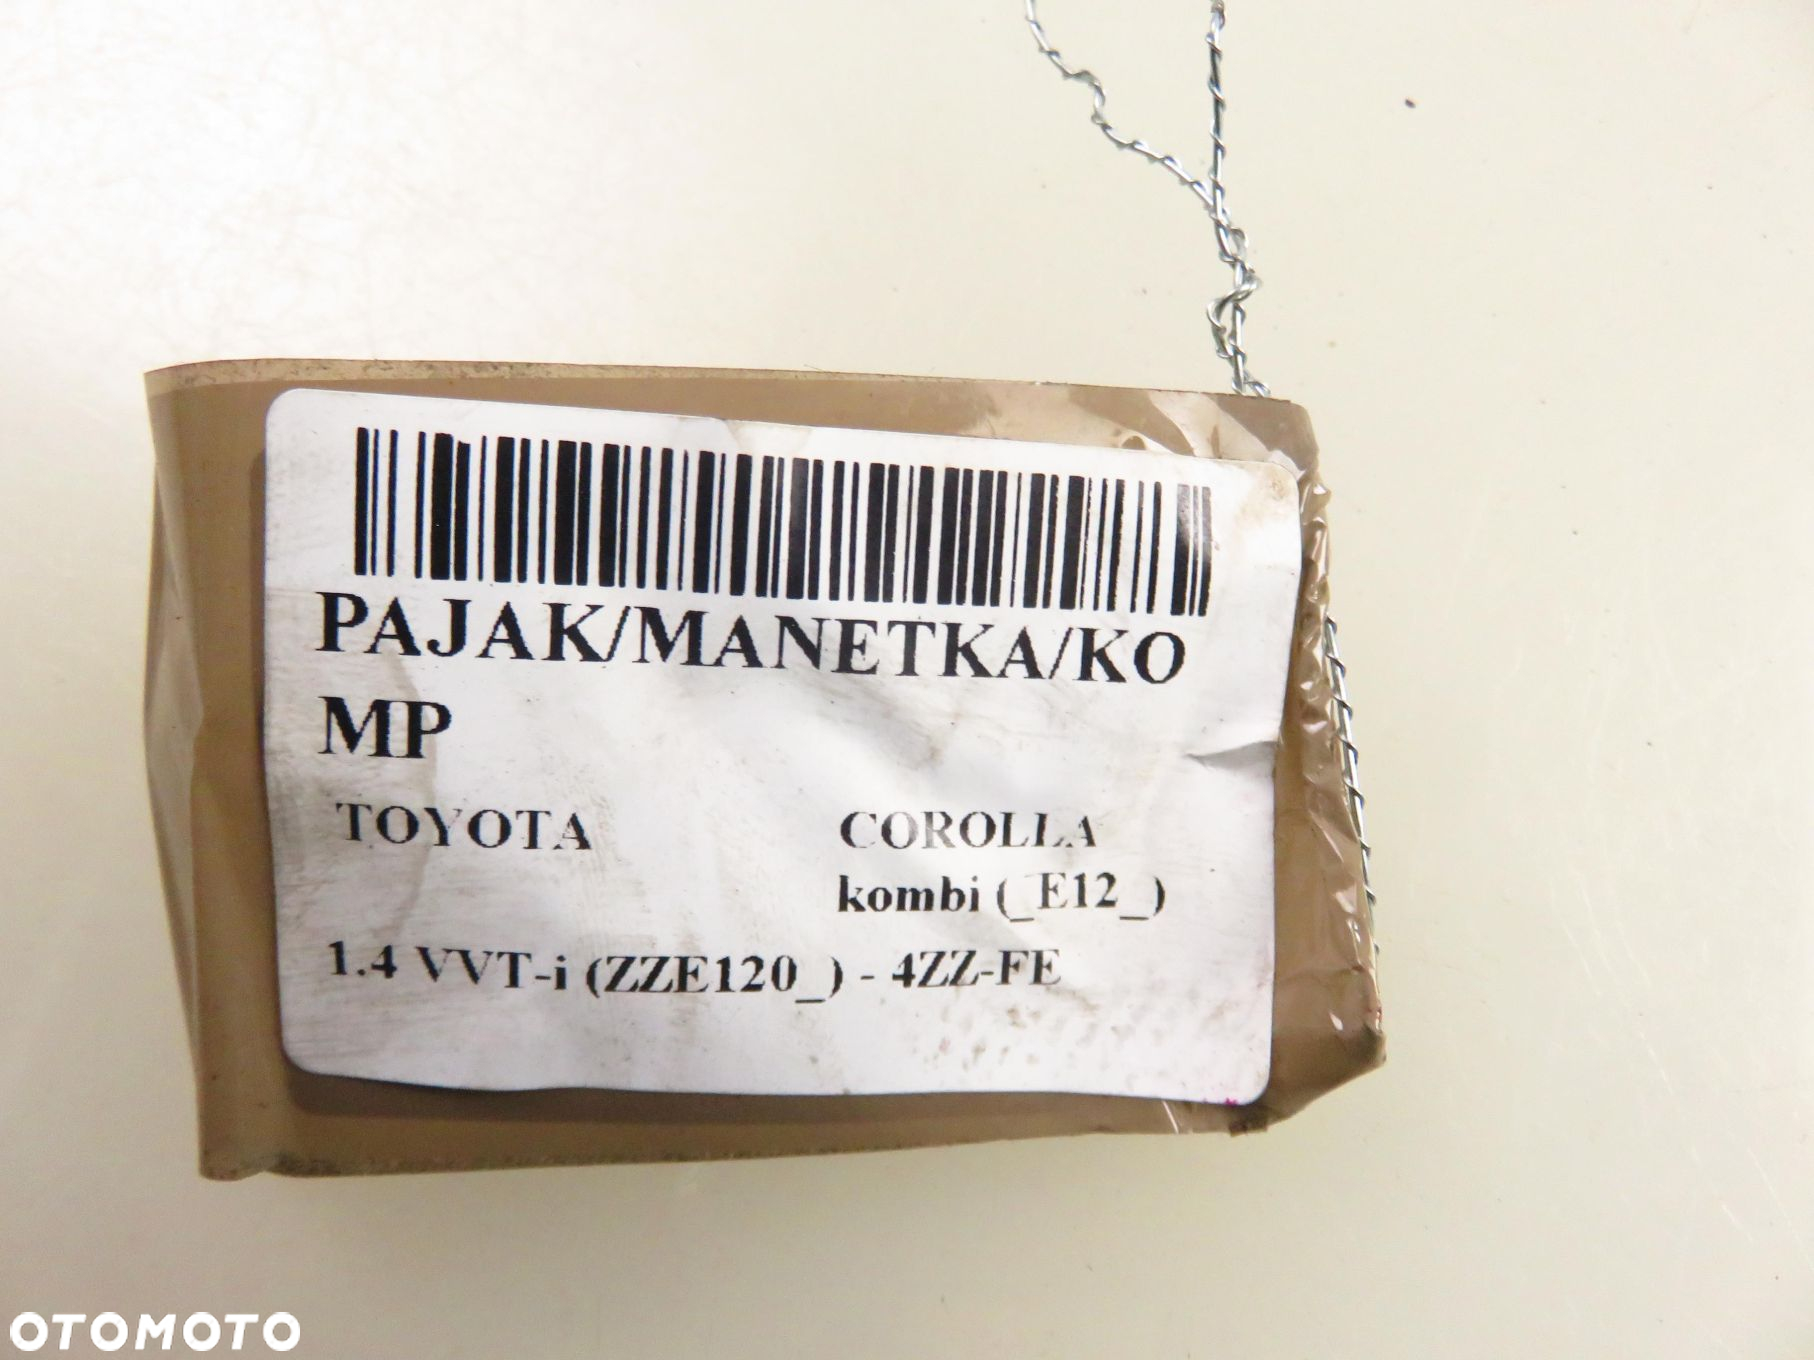 PAJAK/MANETKA/KO
MP
TOYOTA COROLLA
kombi (_E12_)
1.4 VVT-i (ZZE120_) - 4ZZ-FE
OTOMOTO